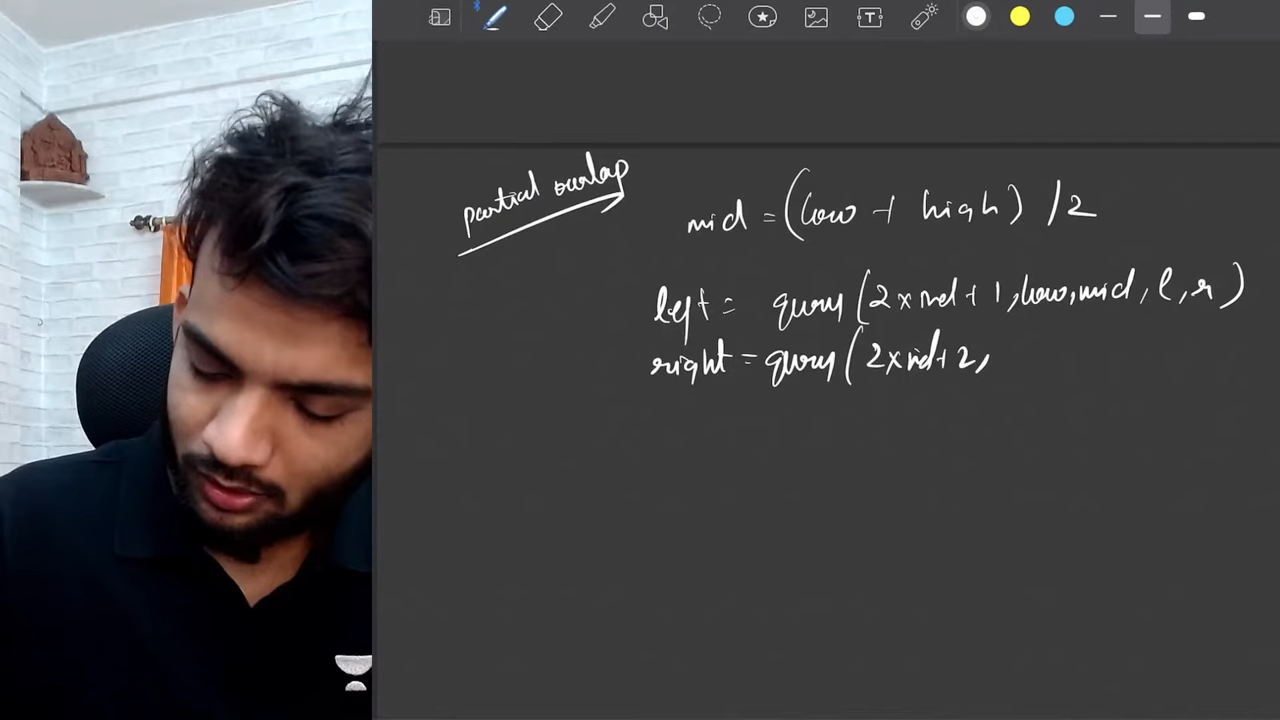 partial overlap
mid = (low + high) / 2
left = query (2 x ind + 1, low, mid, l, r)
right = query (2 x ind + 2,